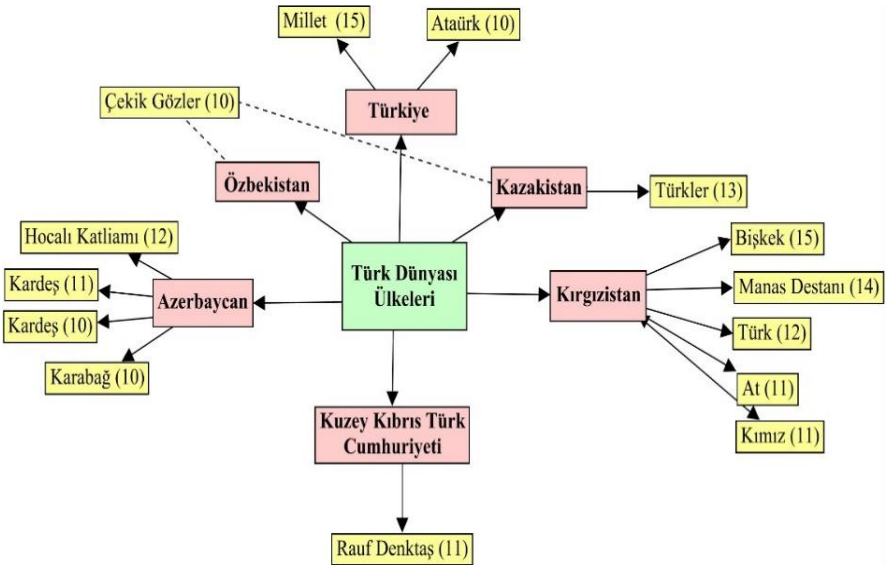 Millet (15)
Ataürk (10)
Çekik Gözler (10)
Türkiye
Özbekistan
Kazakistan
Türkler (13)
Hocalı Katliamı (12)
Kardeş (11)
Kardeş (10)
Karabağ (10)
Azerbaycan
Türk Dünyası
Ülkeleri
Kırgızistan
Bişkek (15)
Manas Destanı (14)
Türk (12)
At (11)
Kımız (11)
Kuzey Kıbrıs Türk
Cumhuriyeti
Rauf Denktaş (11)